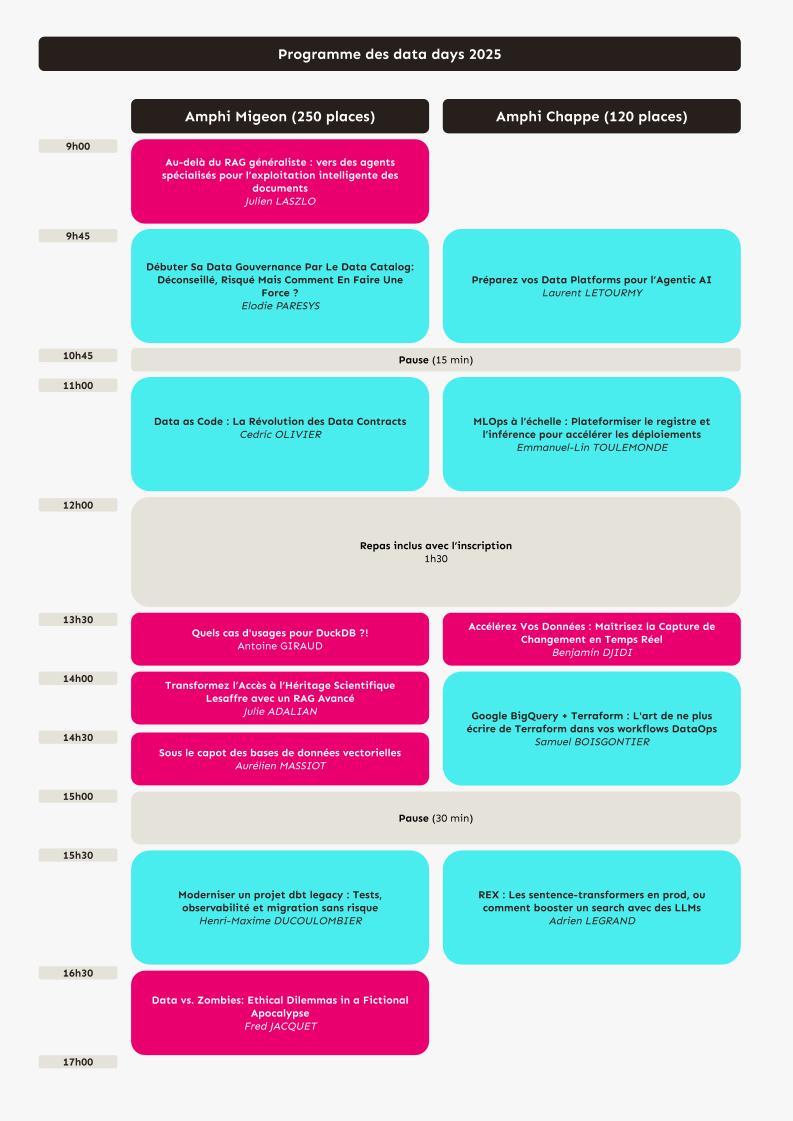 Programme des data days 2025
Amphi Migeon (250 places)
Amphi Chappe (120 places)
9h00
Au-delà du RAG généraliste : vers des agents
spécialisés pour l'exploitation intelligente des
documents
Julien LASZLO
9h45
Débuter Sa Data Gouvernance Par Le Data Catalog:
Déconseillé, Risqué Mais Comment En Faire Une
Force ?
Elodie PARESYS
Préparez vos Data Platforms pour l'Agentic AI
Laurent LETOURMY
10h45
Pause (15 min)
11h00
Data as Code : La Révolution des Data Contracts
Cedric OLIVIER
MLOps à l'échelle : Plateformiser le registre et
l'inférence pour accélérer les déploiements
Emmanuel-Lin TOULEMONDE
12h00
Repas inclus avec l'inscription
1h30
13h30
Quels cas d'usages pour DuckDB ?!
Antoine GIRAUD
Accélérez Vos Données : Maîtrisez la Capture de
Changement en Temps Réel
Benjamin DJIDI
14h00
Transformez l'Accès à l'Héritage Scientifique
Lesaffre avec un RAG Avancé
Julie ADALIAN
Google BigQuery + Terraform : L'art de ne plus
écrire de Terraform dans vos workflows DataOps
Samuel BOISGONTIER
14h30
Sous le capot des bases de données vectorielles
Aurélien MASSIOT
15h00
Pause (30 min)
15h30
Moderniser un projet dbt legacy : Tests,
observabilité et migration sans risque
Henri-Maxime DUCOULOMBIER
REX : Les sentence-transformers en prod, ou
comment booster un search avec des LLMs
Adrien LEGRAND
16h30
Data vs. Zombies: Ethical Dilemmas in a Fictional
Apocalypse
Fred JACQUET
17h00